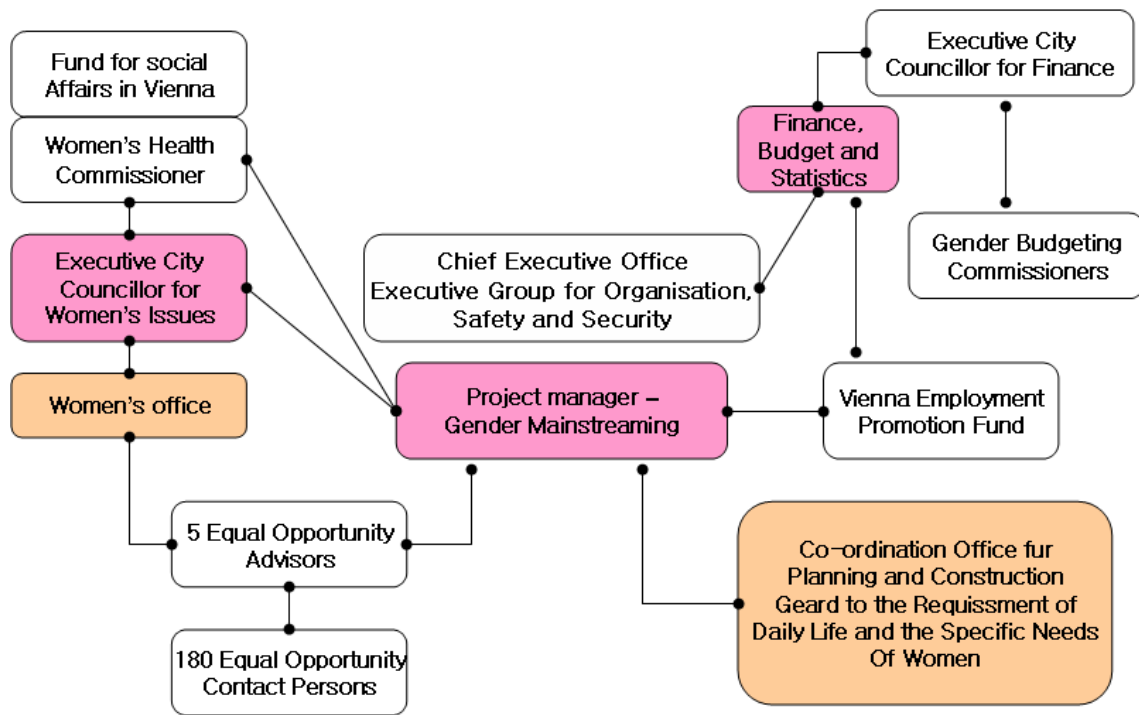 Fund for social
Affairs in Vienna
Women's Health
Commissioner
Executive City
Councillor for
Women's Issues
Women's office
5 Equal Opportunity
Advisors
180 Equal Opportunity
Contact Persons
Chief Executive Office
Executive Group for Organisation,
Safety and Security
Project manager –
Gender Mainstreaming
Executive City
Councillor for Finance
Finance,
Budget and
Statistics
Gender Budgeting
Commissioners
Vienna Employment
Promotion Fund
Co-ordination Office fur
Planning and Construction
Geard to the Requissment of
Daily Life and the Specific Needs
Of Women